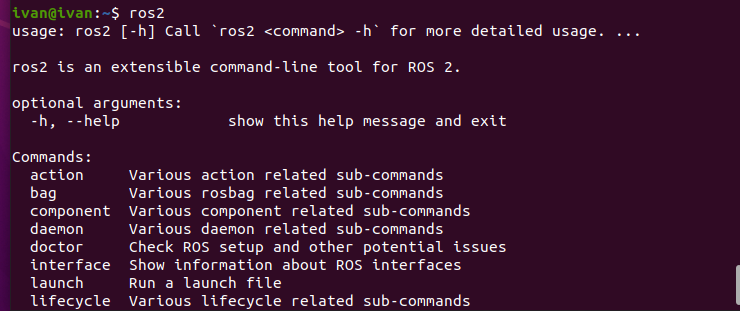 ivan@ivan:~$ ros2
usage: ros2 [-h] Call `ros2 <command> -h` for more detailed usage. ...
ros2 is an extensible command-line tool for ROS 2.
optional arguments:
-h, --help show this help message and exit
Commands:
action Various action related sub-commands
bag Various rosbag related sub-commands
component Various component related sub-commands
daemon Various daemon related sub-commands
doctor Check ROS setup and other potential issues
interface Show information about ROS interfaces
launch Run a launch file
lifecycle Various lifecycle related sub-commands